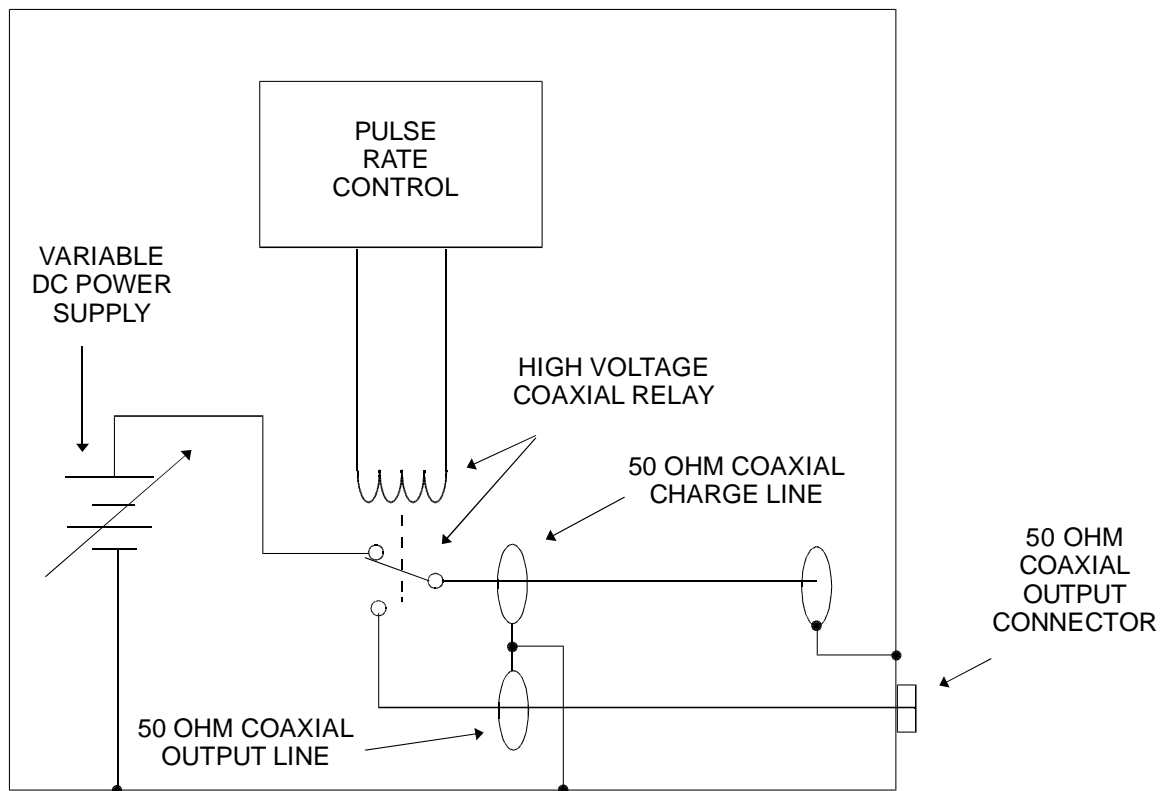 PULSE
RATE
CONTROL
VARIABLE
DC POWER
SUPPLY
HIGH VOLTAGE
COAXIAL RELAY
50 OHM COAXIAL
CHARGE LINE
50 OHM
COAXIAL
OUTPUT
CONNECTOR
50 OHM COAXIAL
OUTPUT LINE